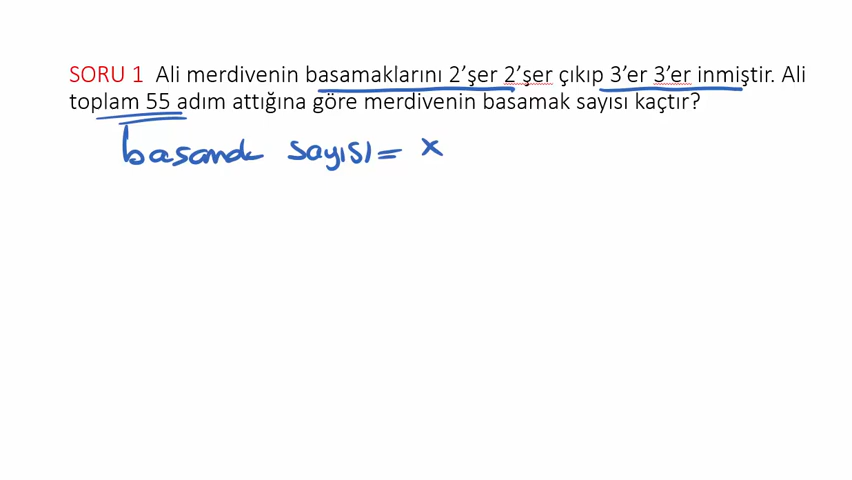 SORU 1 Ali merdivenin basamaklarını 2'şer 2'şer çıkıp 3'er 3'er inmiştir. Ali
toplam 55 adım attığına göre merdivenin basamak sayısı kaçtır?
basamak sayısı = x